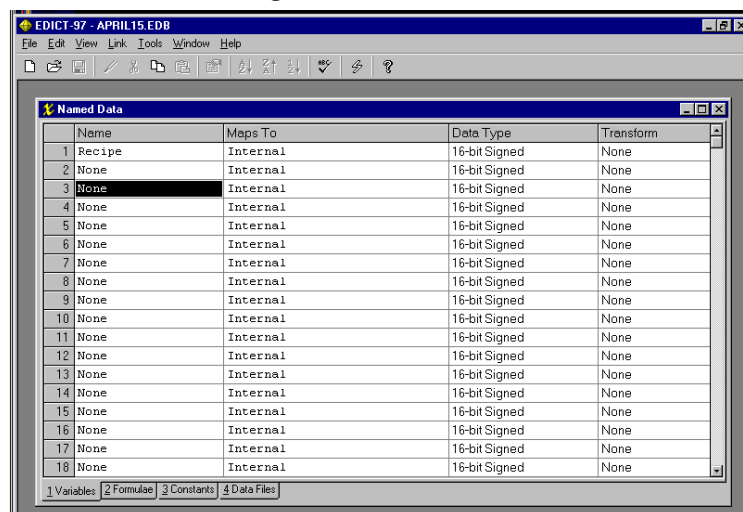 EDICT-97 - APRIL15.EDB
File Edit View Link Tools Window Help
Named Data
Name Maps To Data Type Transform
1 Recipe Internal 16-bit Signed None
2 None Internal 16-bit Signed None
3 None Internal 16-bit Signed None
4 None Internal 16-bit Signed None
5 None Internal 16-bit Signed None
6 None Internal 16-bit Signed None
7 None Internal 16-bit Signed None
8 None Internal 16-bit Signed None
9 None Internal 16-bit Signed None
10 None Internal 16-bit Signed None
11 None Internal 16-bit Signed None
12 None Internal 16-bit Signed None
13 None Internal 16-bit Signed None
14 None Internal 16-bit Signed None
15 None Internal 16-bit Signed None
16 None Internal 16-bit Signed None
17 None Internal 16-bit Signed None
18 None Internal 16-bit Signed None
1 Variables 2 Formulae 3 Constants 4 Data Files